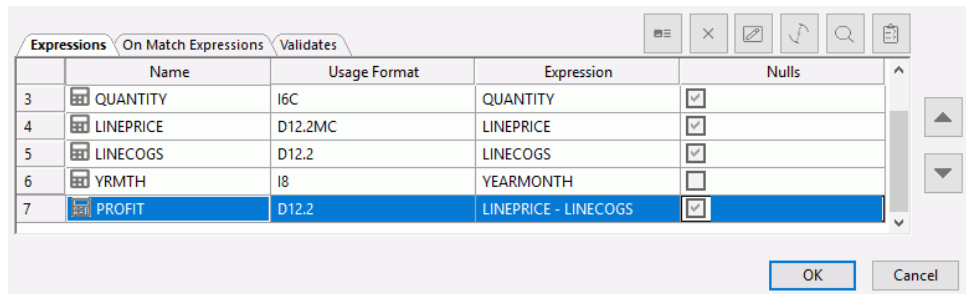 Expressions On Match Expressions Validates
Name Usage Format Expression Nulls
3 QUANTITY I6C QUANTITY
4 LINEPRICE D12.2MC LINEPRICE
5 LINECOGS D12.2 LINECOGS
6 YRMTH I8 YEARMONTH
7 PROFIT D12.2 LINEPRICE - LINECOGS
OK Cancel